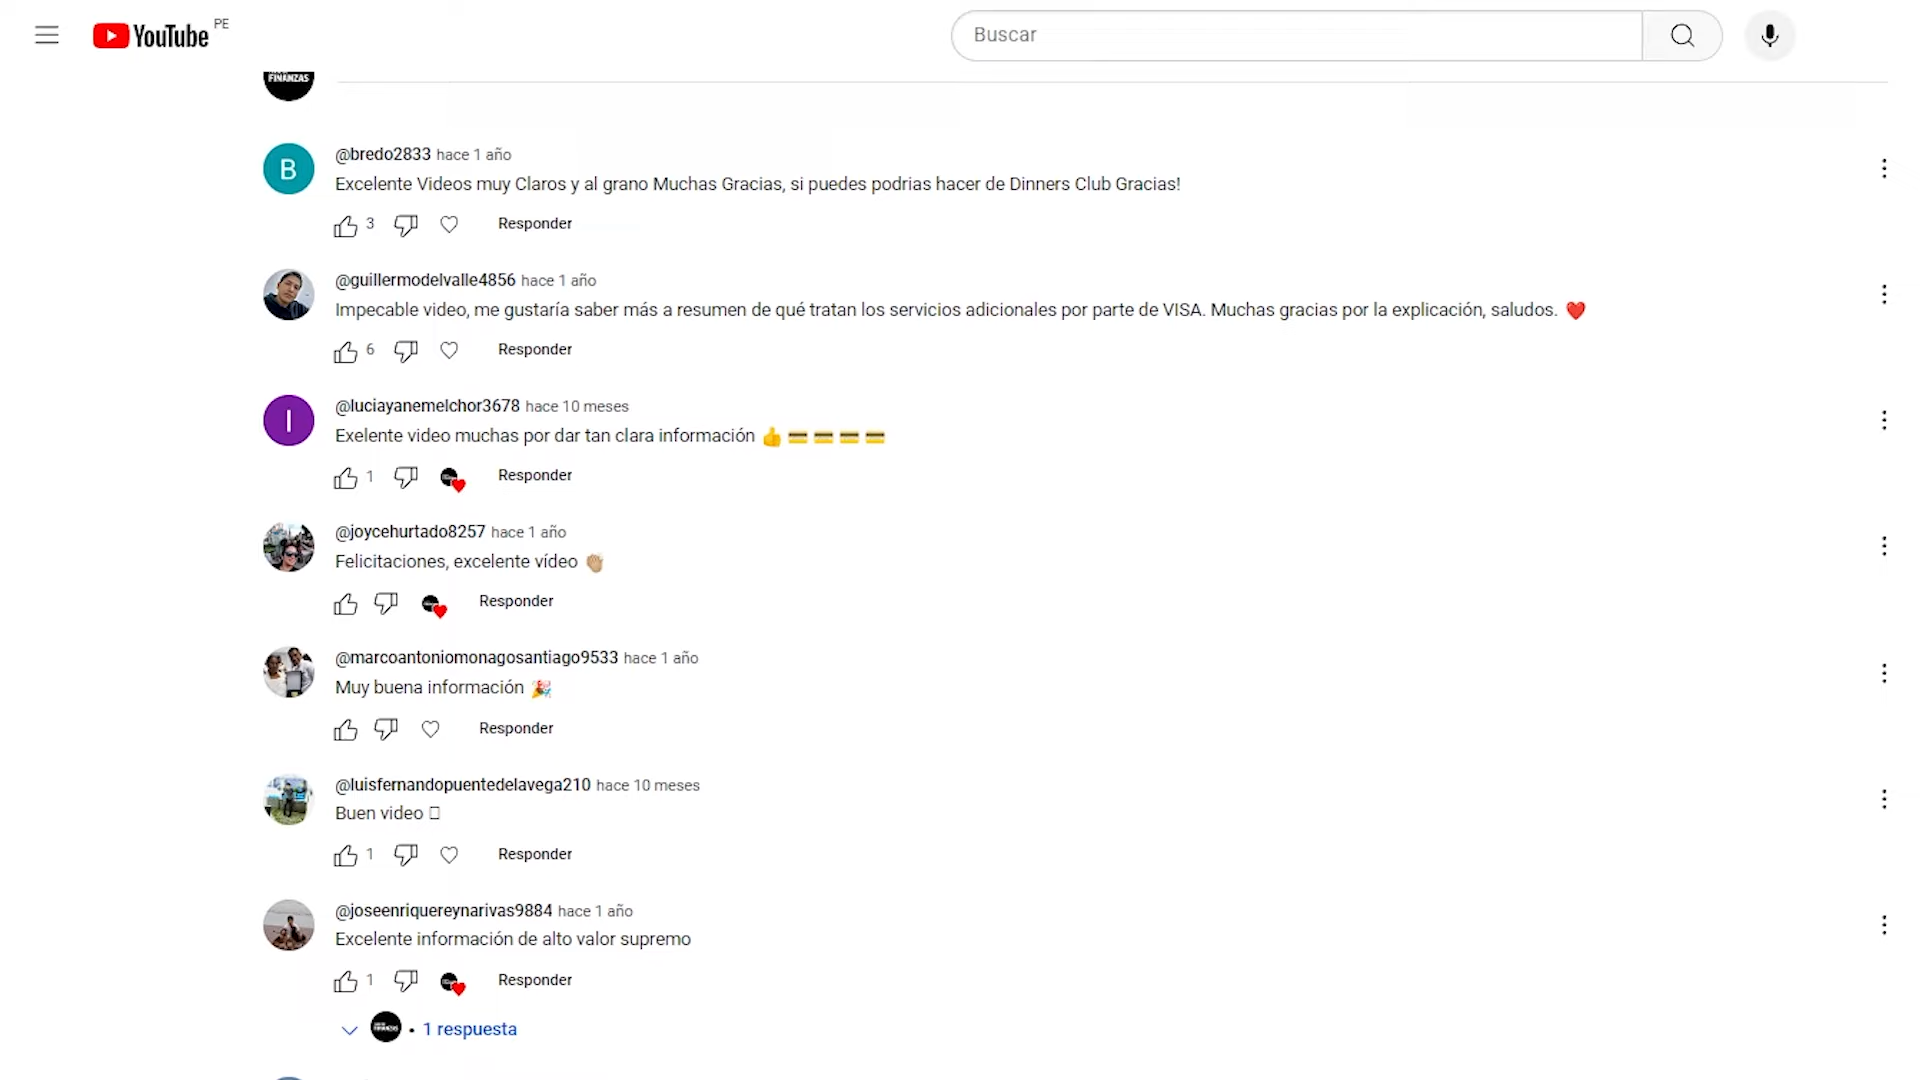 YouTube PE
Buscar
FINANZAS
B
@bredo2833 hace 1 año
Excelente Videos muy Claros y al grano Muchas Gracias, si puedes podrias hacer de Dinners Club Gracias!
3 Responder
@guillermodelvalle4856 hace 1 año
Impecable video, me gustaría saber más a resumen de qué tratan los servicios adicionales por parte de VISA. Muchas gracias por la explicación, saludos. ❤️
6 Responder
I
@luciayanemelchor3678 hace 10 meses
Exelente video muchas por dar tan clara información 👍💳💳💳💳
1 Responder
@joycehurtado8257 hace 1 año
Felicitaciones, excelente vídeo 👏🏼
Responder
@marcoantoniomonagosantiago9533 hace 1 año
Muy buena información 🎉
Responder
@luisfernandopuentedelavega210 hace 10 meses
Buen video
1 Responder
@joseenriquereynarivas9884 hace 1 año
Excelente información de alto valor supremo
1 Responder
FINANZAS • 1 respuesta